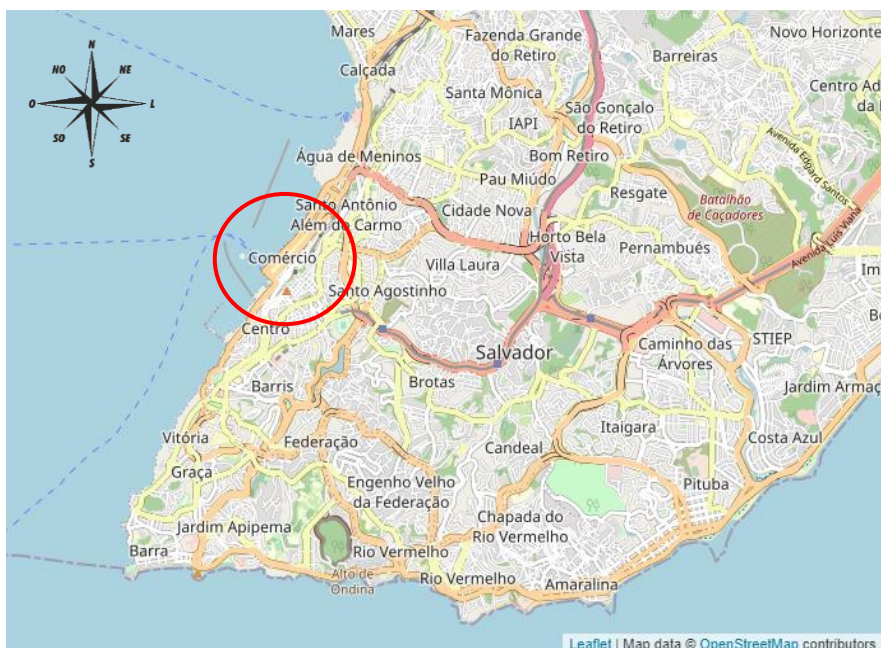 Mares
Fazenda Grande
do Retiro
Novo Horizonte
N
NO
NE
O
L
SO
SE
S
Calçada
Barreiras
Santa Mônica
Centro Ad
da
São Gonçalo
do Retiro
IAPI
Avenida Edgard Santos
Água de Meninos
Bom Retiro
Pau Miúdo
Resgate
Batalhão
de Caçadores
Santo Antônio
Além do Carmo
Cidade Nova
Avenida Luís Viana
Horto Bela
Vista
Pernambués
Comércio
Villa Laura
Im
Santo Agostinho
Centro
Salvador
Caminho das
Árvores
STIEP
Barris
Brotas
Jardim Armaç
Vitória
Federação
Candeal
Itaigara
Costa Azul
Graça
Engenho Velho
da Federação
Pituba
Jardim Apipema
Chapada do
Rio Vermelho
Barra
Rio Vermelho
Alto de
Ondina
Rio Vermelho
Amaralina
Leaflet | Map data © OpenStreetMap contributors